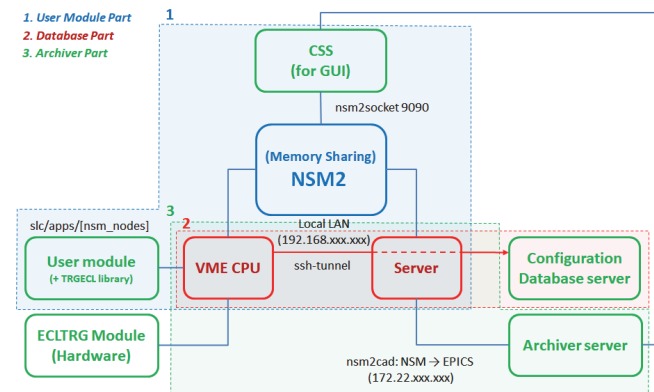 1. User Module Part
2. Database Part
3. Archiver Part
1
CSS
(for GUI)
nsm2socket 9090
(Memory Sharing)
NSM2
slc/apps/[nsm_nodes]
3
2
Local LAN
(192.168.xxx.xxx)
User module
(+ TRGECL library)
VME CPU
ssh-tunnel
Server
Configuration
Database server
ECLTRG Module
(Hardware)
Archiver server
nsm2cad: NSM → EPICS
(172.22.xxx.xxx)